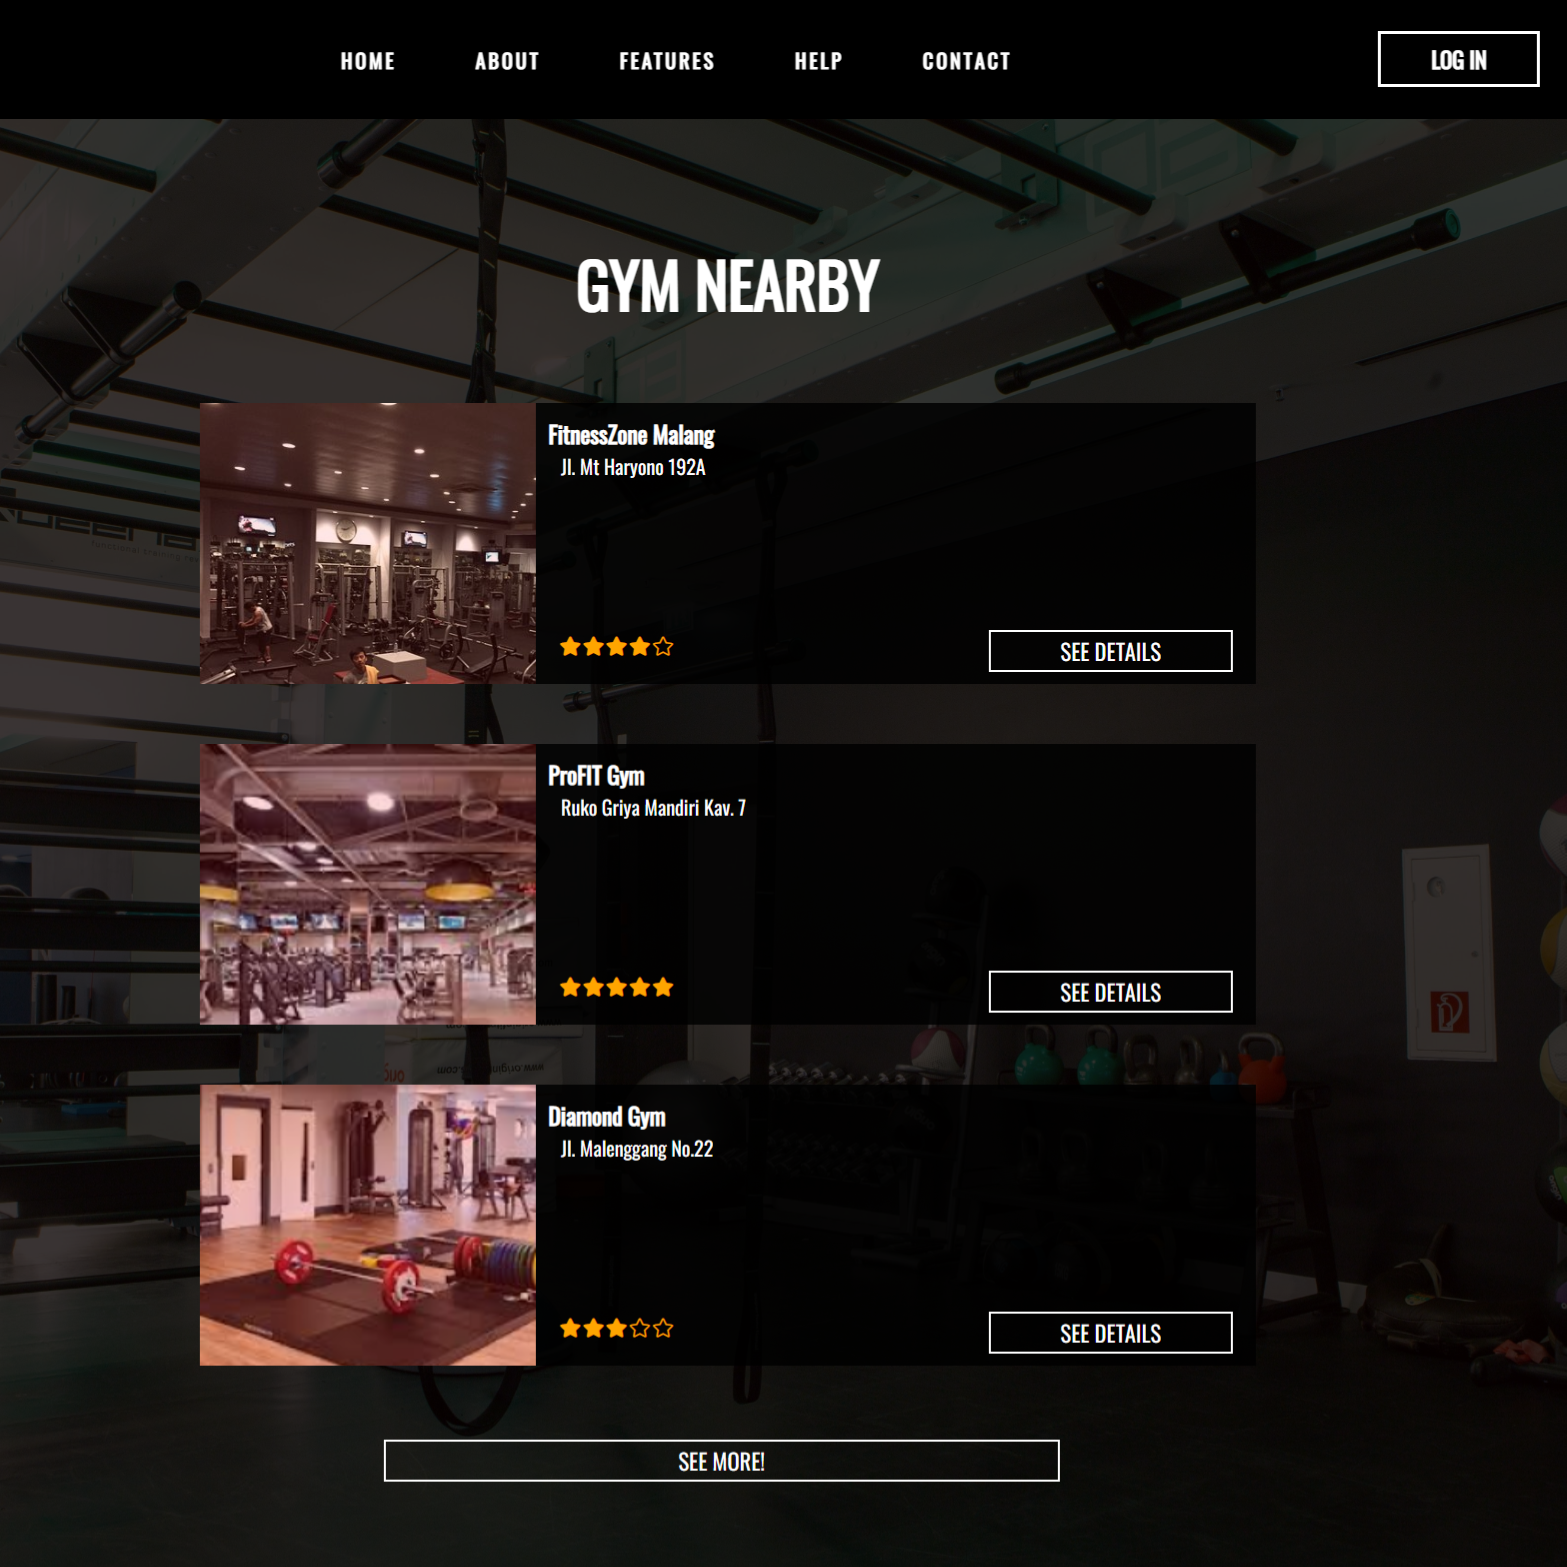 HOME ABOUT FEATURES HELP CONTACT LOG IN
GYM NEARBY
FitnessZone Malang
Jl. Mt Haryono 192A
SEE DETAILS
ProFIT Gym
Ruko Griya Mandiri Kav. 7
SEE DETAILS
Diamond Gym
Jl. Malenggang No.22
SEE DETAILS
SEE MORE!